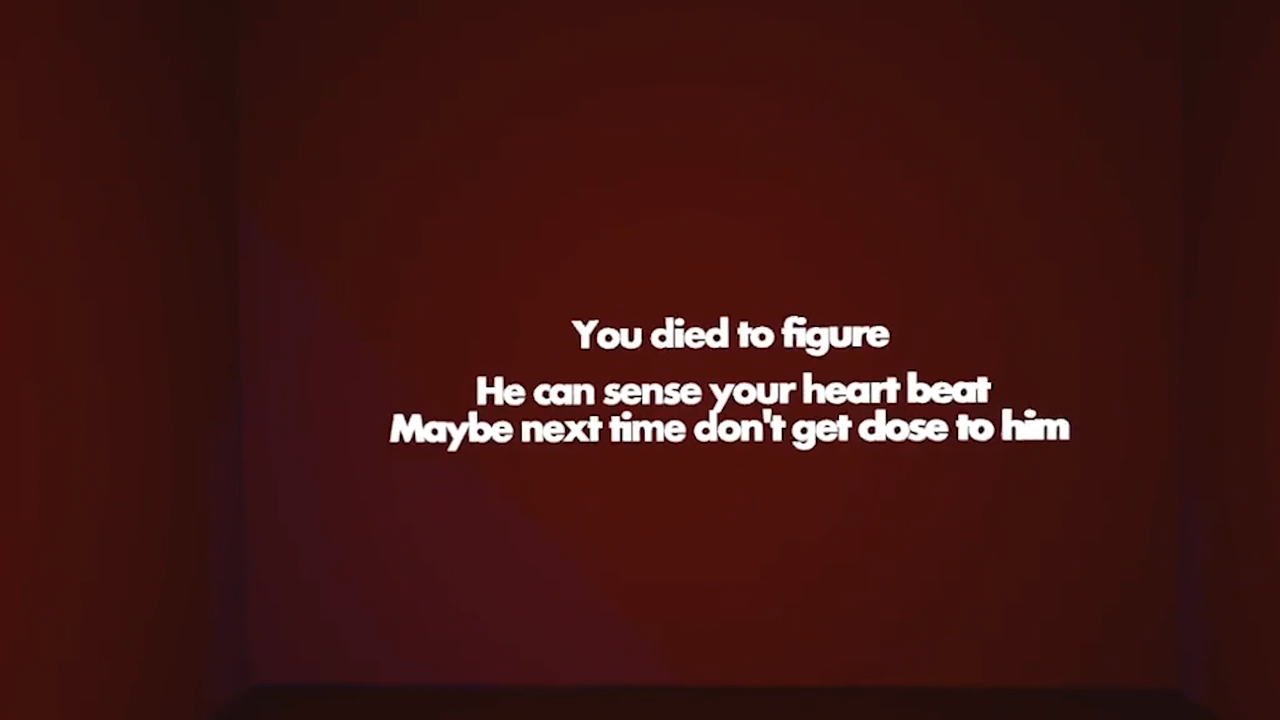 You died to figure
He can sense your heart beat
Maybe next time don't get close to him